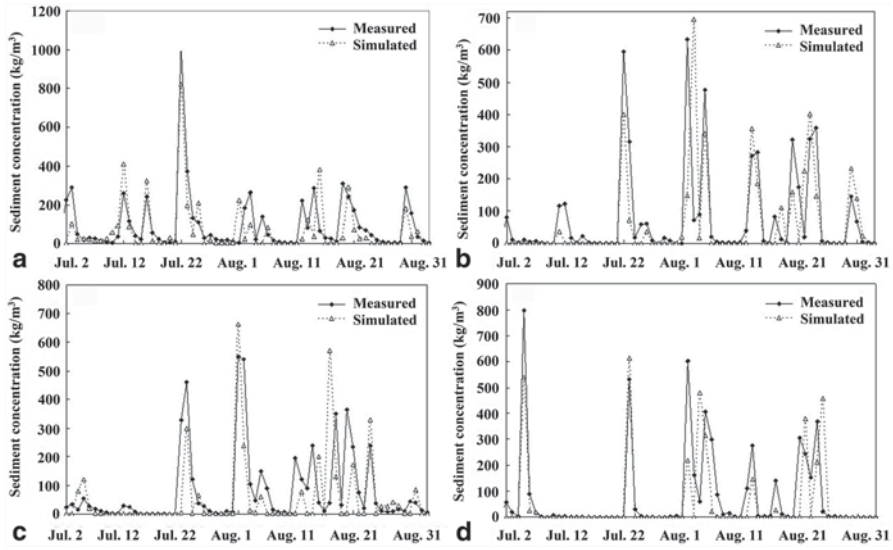 1200
1000
800
600
400
200
0
Sediment concentration (kg/m³)
Measured
Simulated
Jul. 2 Jul. 12 Jul. 22 Aug. 1 Aug. 11 Aug. 21 Aug. 31
a
700
600
500
400
300
200
100
0
Sediment concentration (kg/m³)
Measured
Simulated
Jul. 2 Jul. 12 Jul. 22 Aug. 1 Aug. 11 Aug. 21 Aug. 31
b
800
700
600
500
400
300
200
100
0
Sediment concentration (kg/m³)
Measured
Simulated
Jul. 2 Jul. 12 Jul. 22 Aug. 1 Aug. 11 Aug. 21 Aug. 31
c
900
800
700
600
500
400
300
200
100
0
Sediment concentration (kg/m³)
Measured
Simulated
Jul. 2 Jul. 12 Jul. 22 Aug. 1 Aug. 11 Aug. 21 Aug. 31
d